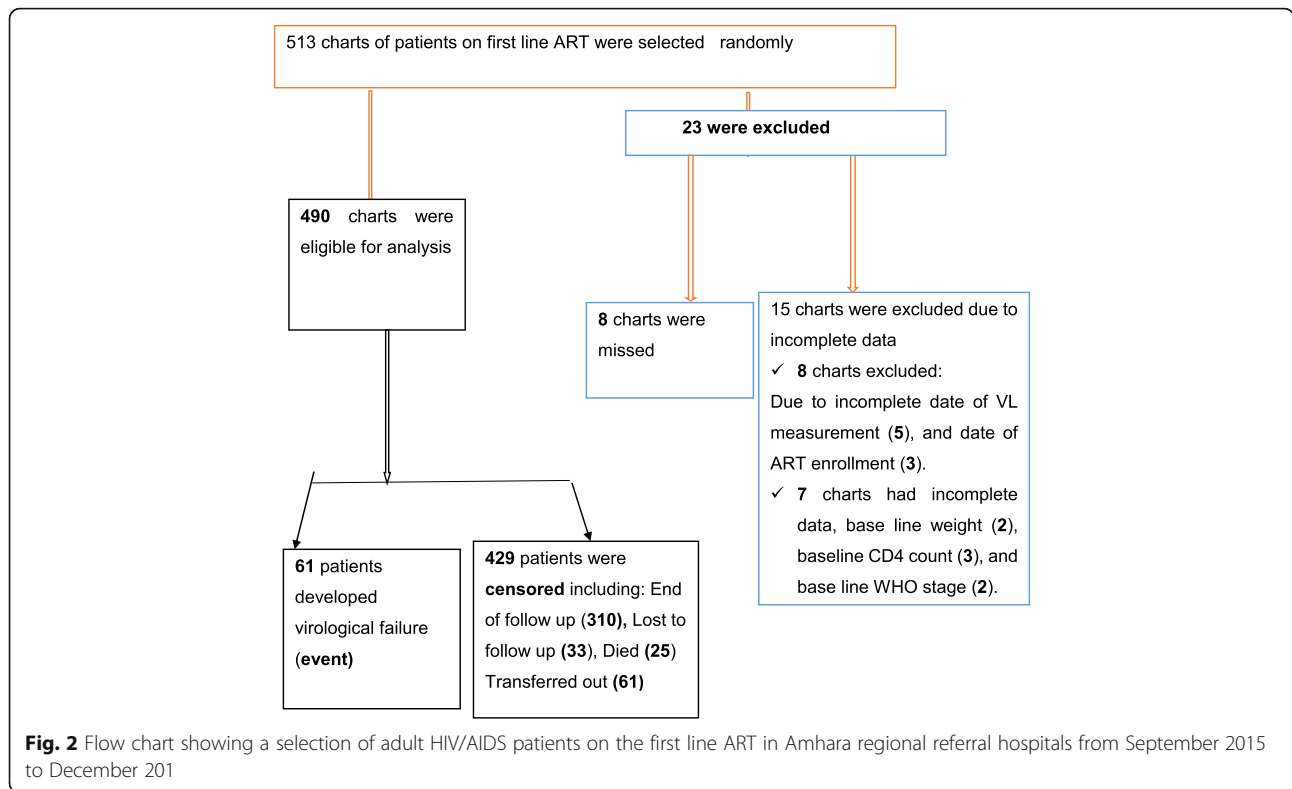 513 charts of patients on first line ART were selected randomly
23 were excluded
490 charts were
eligible for analysis
8 charts were
missed
15 charts were excluded due to
incomplete data
✓ 8 charts excluded:
Due to incomplete date of VL
measurement (5), and date of
ART enrollment (3).
✓ 7 charts had incomplete
data, base line weight (2),
baseline CD4 count (3), and
base line WHO stage (2).
61 patients
developed
virological failure
(event)
429 patients were
censored including: End
of follow up (310), Lost to
follow up (33), Died (25)
Transferred out (61)
Fig. 2 Flow chart showing a selection of adult HIV/AIDS patients on the first line ART in Amhara regional referral hospitals from September 2015
to December 201